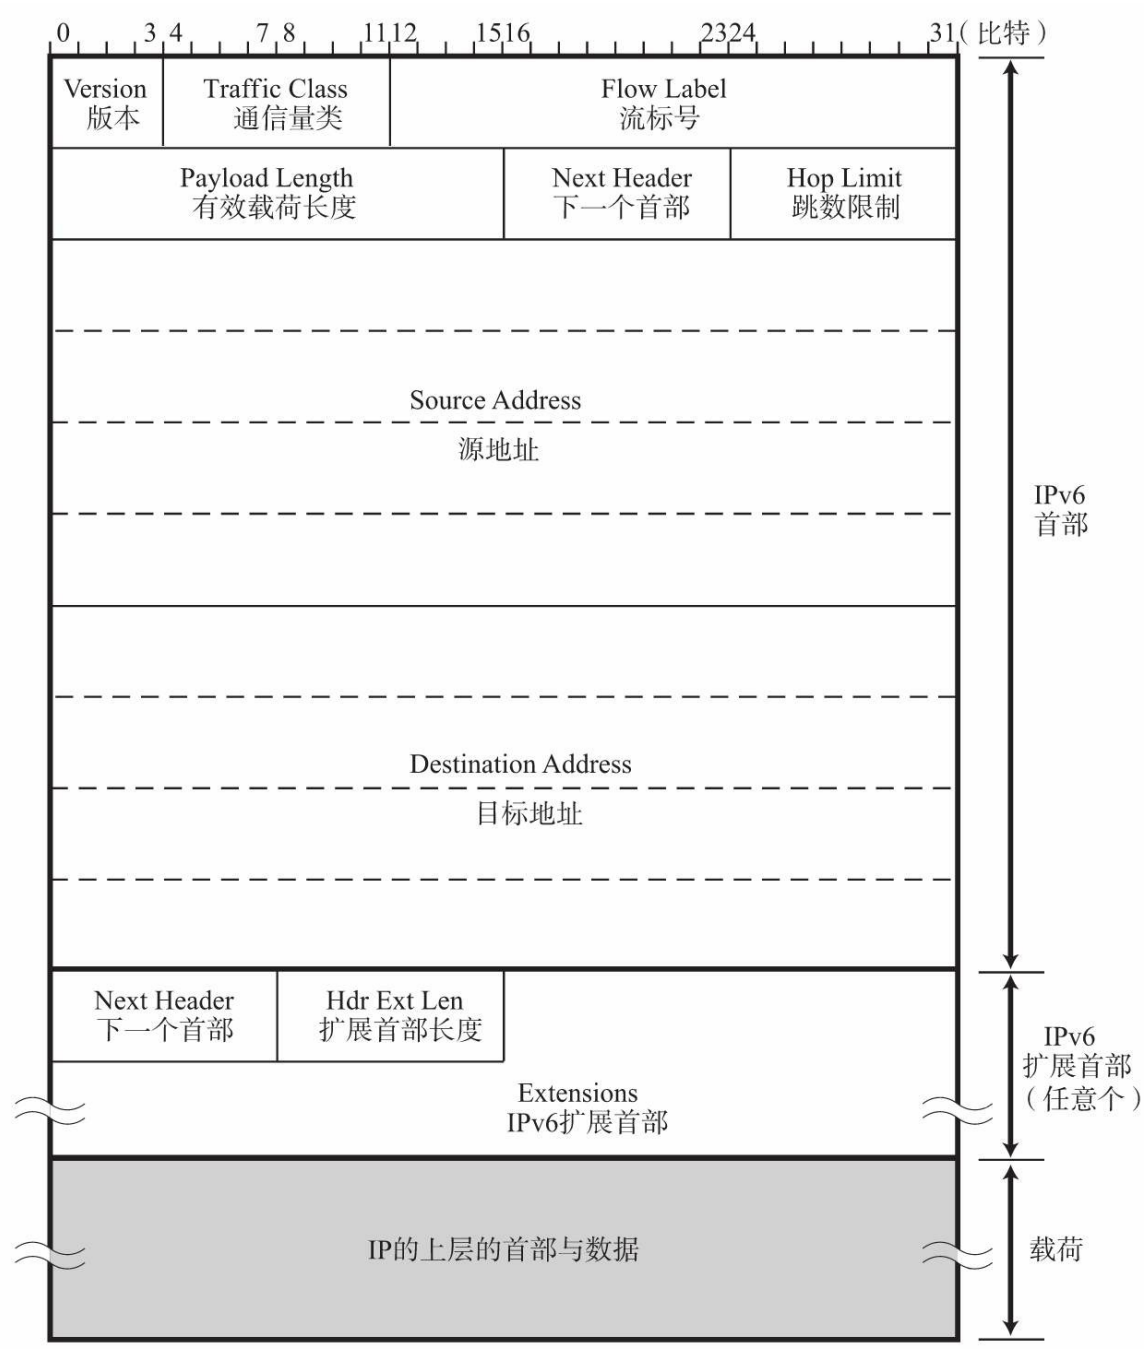 0 3 4 7 8 11 12 15 16 23 24 31 (比特)
Version Traffic Class Flow Label
版本 通信量类 流标号
Payload Length Next Header Hop Limit
有效载荷长度 下一个首部 跳数限制
Source Address
源地址
IPv6
首部
Destination Address
目标地址
Next Header Hdr Ext Len
下一个首部 扩展首部长度
IPv6
扩展首部
(任意个)
Extensions
IPv6扩展首部
IP的上层的首部与数据
载荷